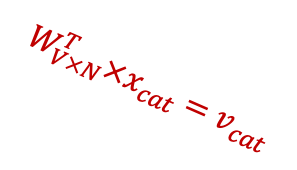 W^T_{V×N} × x_{cat} = v_{cat}